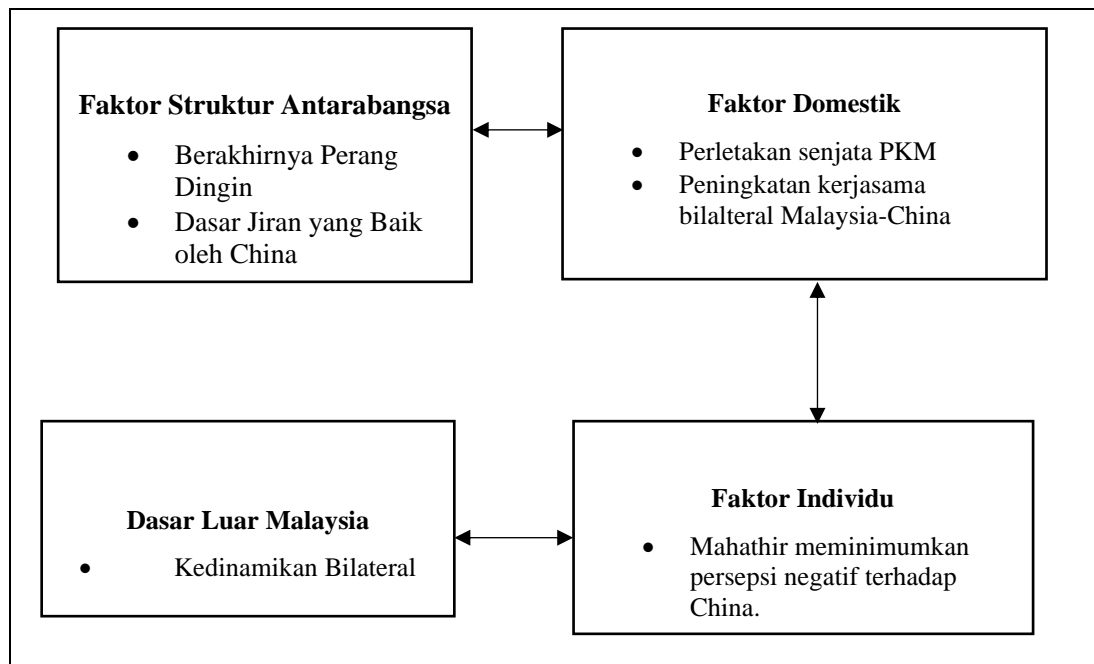 Faktor Struktur Antarabangsa
• Berakhirnya Perang
Dingin
• Dasar Jiran yang Baik
oleh China
Faktor Domestik
• Perletakan senjata PKM
• Peningkatan kerjasama
bilalteral Malaysia-China
Dasar Luar Malaysia
• Kedinamikan Bilateral
Faktor Individu
• Mahathir meminimumkan
persepsi negatif terhadap
China.